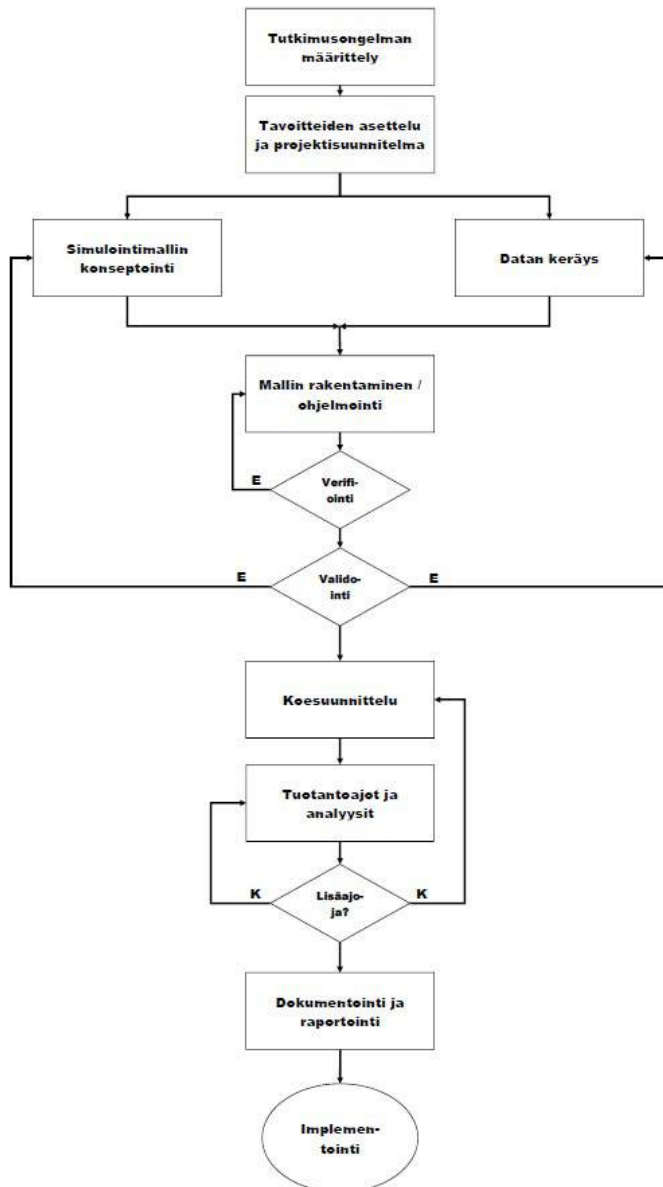 Tutkimusongelman
määrittely
Tavoitteiden asettelu
ja projektisuunnitelma
Simulointimallin
konseptointi
Datan keräys
Mallin rakentaminen /
ohjelmointi
E
Verifi-
ointi
E
Valido-
inti
E
Koesuunnittelu
Tuotantoajot ja
analyysit
K
Lisäajo-
ja?
K
Dokumentointi ja
raportointi
Implemen-
tointi